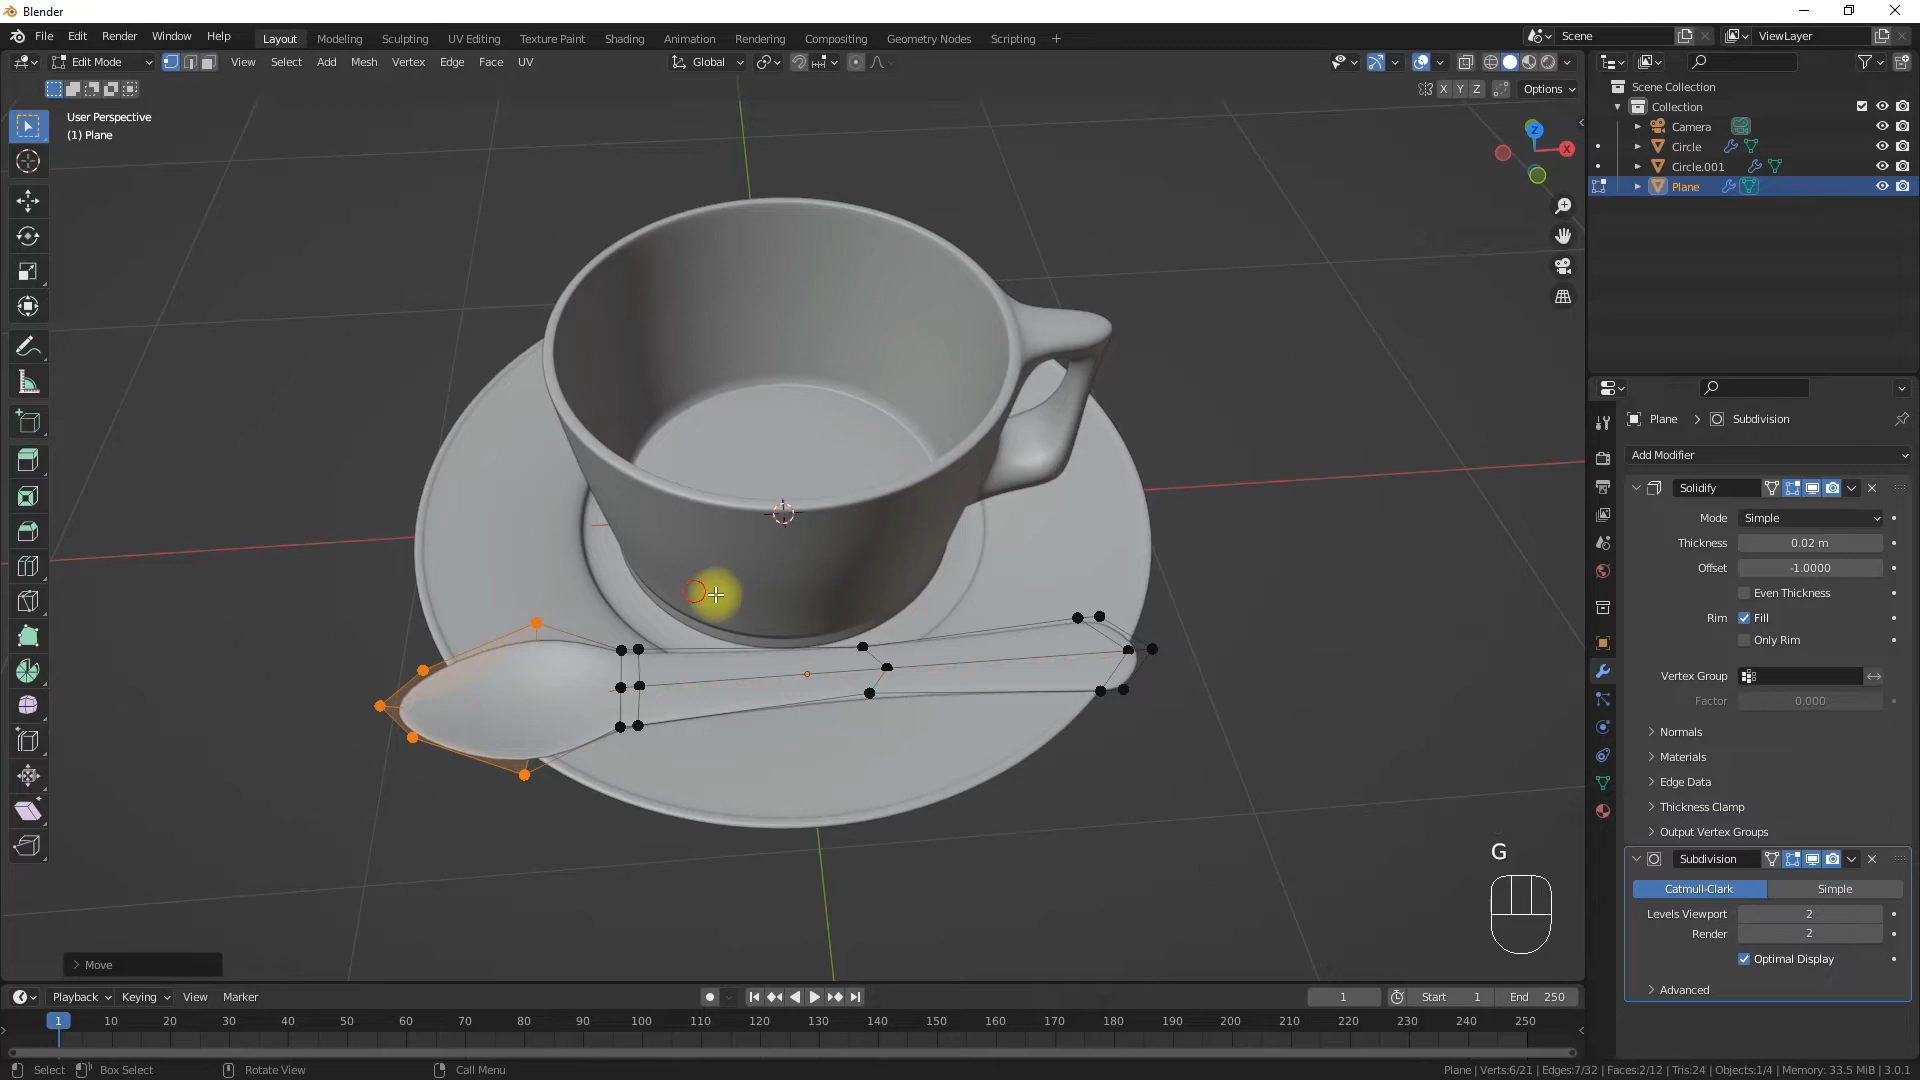 Blender
File Edit Render Window Help
Layout Modeling Sculpting UV Editing Texture Paint Shading Animation Rendering Compositing Geometry Nodes Scripting +
Scene
ViewLayer
Edit Mode
View Select Add Mesh Vertex Edge Face UV
Global
X Y Z
Options
User Perspective
(1) Plane
Z
X
Scene Collection
Collection
Camera
Circle
Circle.001
Plane
Plane > Subdivision
Add Modifier
Solidify
Mode Simple
Thickness 0.02 m
Offset -1.0000
Even Thickness
Rim Fill
Only Rim
Vertex Group
Factor 0.000
Normals
Materials
Edge Data
Thickness Clamp
Output Vertex Groups
Subdivision
Catmull-Clark Simple
Levels Viewport 2
Render 2
Optimal Display
Advanced
G
Move
Playback Keying View Marker
1
Start 1
End 250
1 10 20 30 40 50 60 70 80 90 100 110 120 130 140 150 160 170 180 190 200 210 220 230 240 250
Select Box Select Rotate View Call Menu
Plane | Verts:6/21 | Edges:7/32 | Faces:2/12 | Tris:24 | Objects:1/4 | Memory: 33.5 MiB | 3.0.1